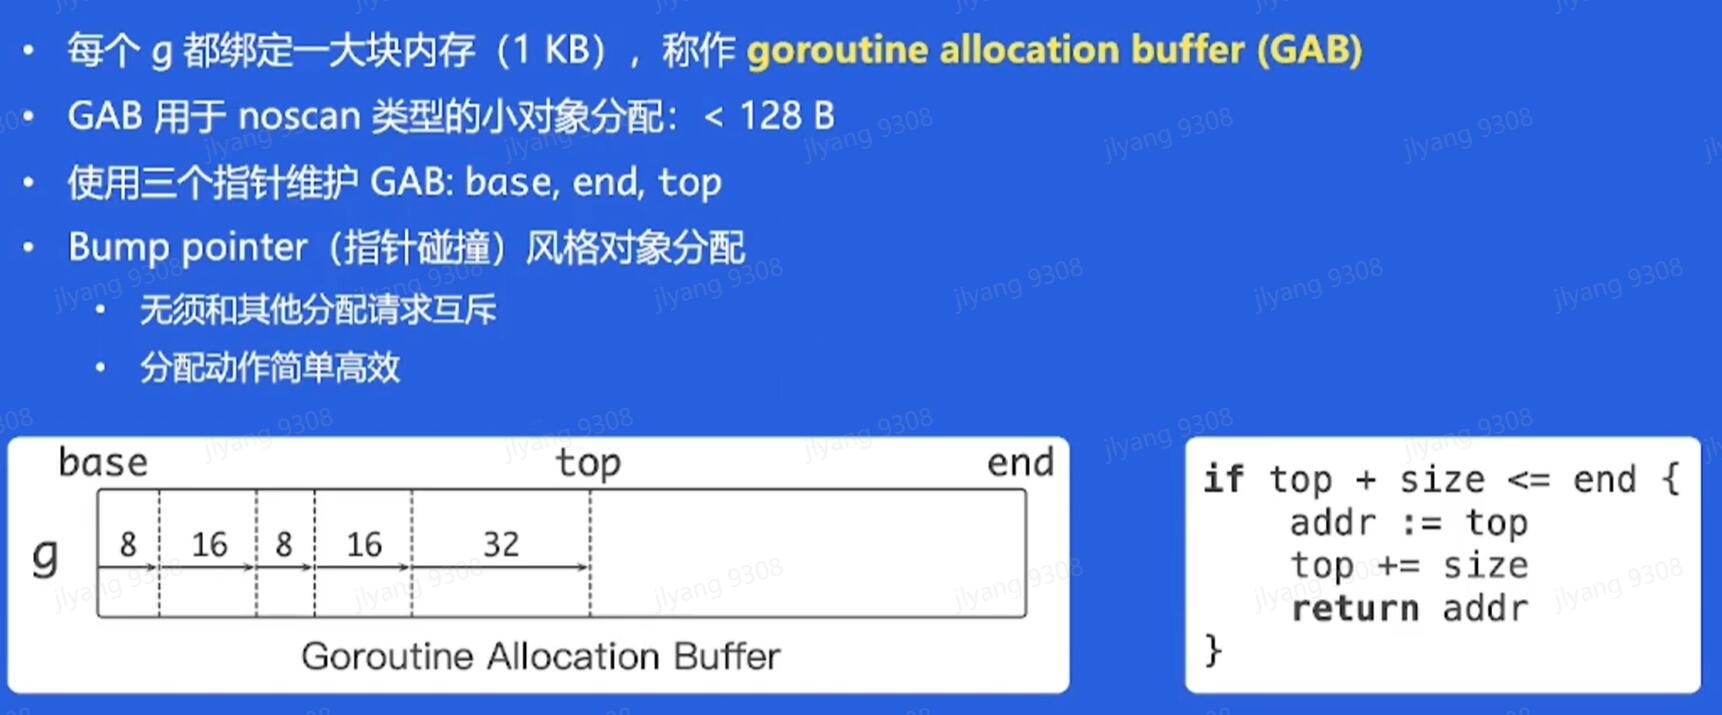 • 每个 g 都绑定一大块内存（1 KB），称作 goroutine allocation buffer (GAB)
• GAB 用于 noscan 类型的小对象分配：< 128 B
• 使用三个指针维护 GAB: base, end, top
• Bump pointer（指针碰撞）风格对象分配
• 无须和其他分配请求互斥
• 分配动作简单高效
base top end
g 8 16 8 16 32
Goroutine Allocation Buffer
if top + size <= end {
addr := top
top += size
return addr
}
jlyang 9308